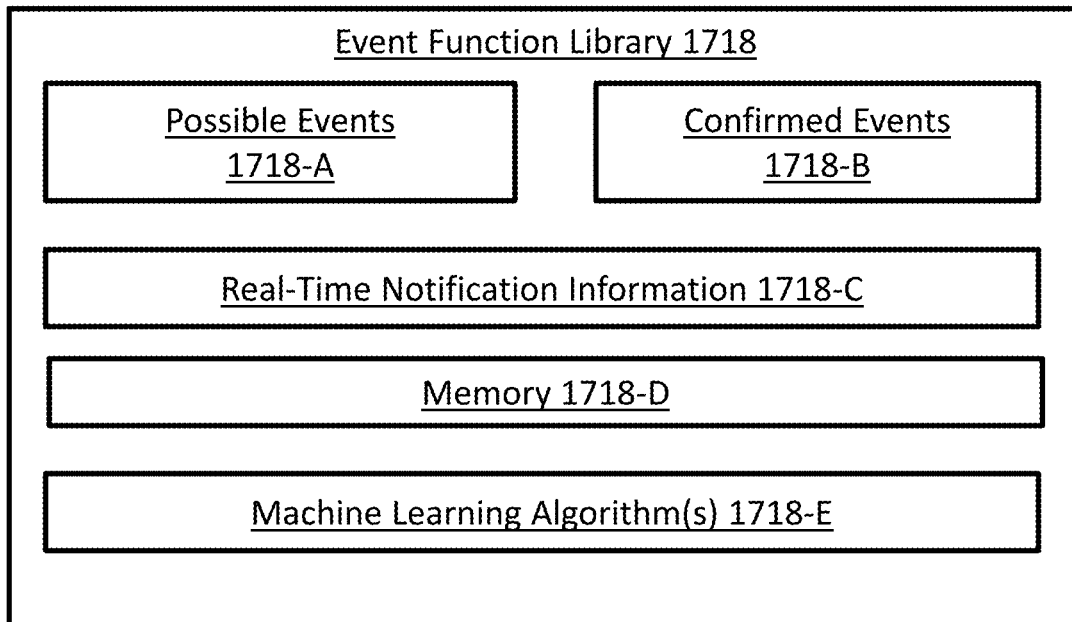 Event Function Library 1718
Possible Events
1718-A
Confirmed Events
1718-B
Real-Time Notification Information 1718-C
Memory 1718-D
Machine Learning Algorithm(s) 1718-E